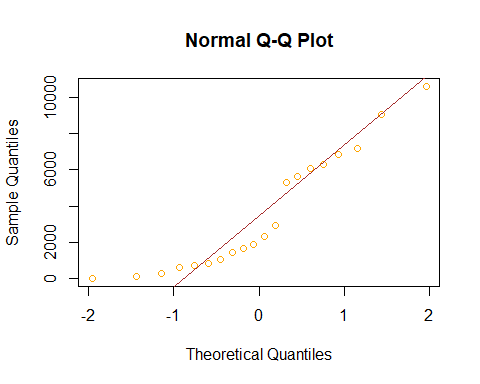 Normal Q-Q Plot
10000
6000
2000
0
Sample Quantiles
-2 -1 0 1 2
Theoretical Quantiles